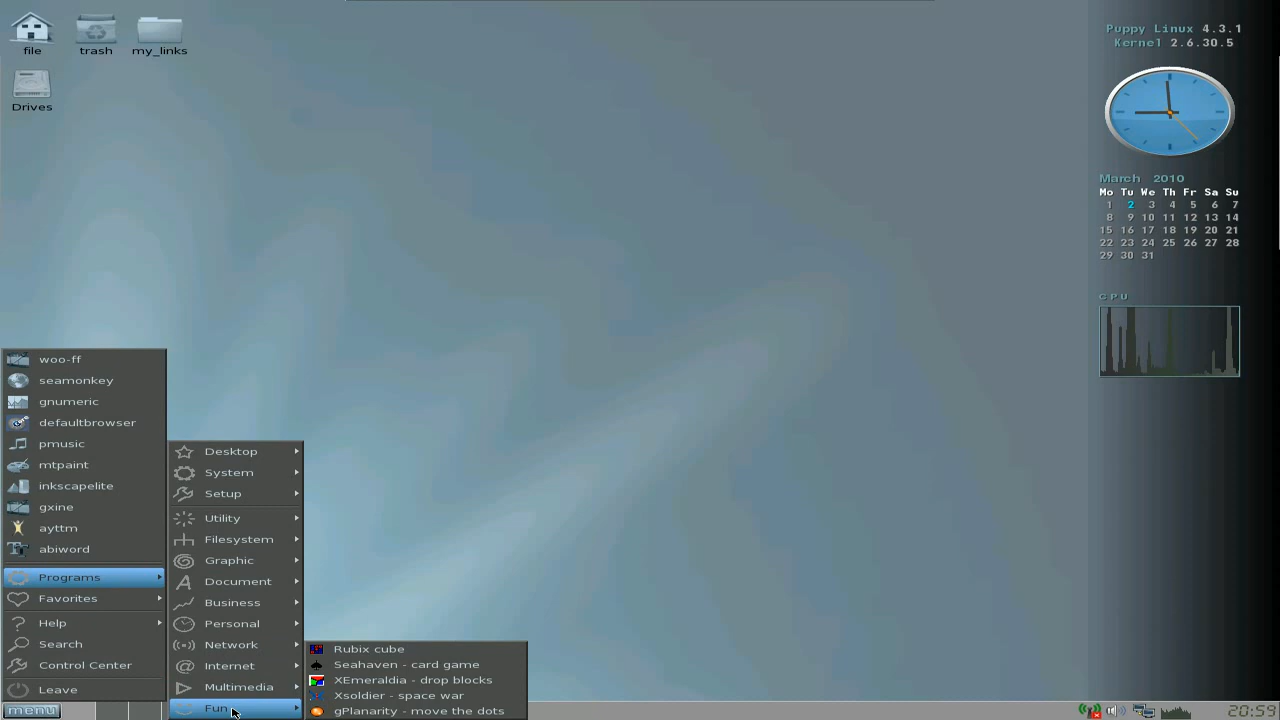 file
trash
my_links
Drives
Puppy Linux 4.3.1
Kernel 2.6.30.5
March 2010
Mo Tu We Th Fr Sa Su
1 2 3 4 5 6 7
8 9 10 11 12 13 14
15 16 17 18 19 20 21
22 23 24 25 26 27 28
29 30 31
CPU
woo-ff
seamonkey
gnumeric
defaultbrowser
pmusic
mtpaint
inkscapelite
gxine
ayttm
abiword
Programs
Favorites
Help
Search
Control Center
Leave
Desktop
System
Setup
Utility
Filesystem
Graphic
Document
Business
Personal
Network
Internet
Multimedia
Fun
Rubix cube
Seahaven - card game
XEmeraldia - drop blocks
Xsoldier - space war
gPlanarity - move the dots
menu
20:59